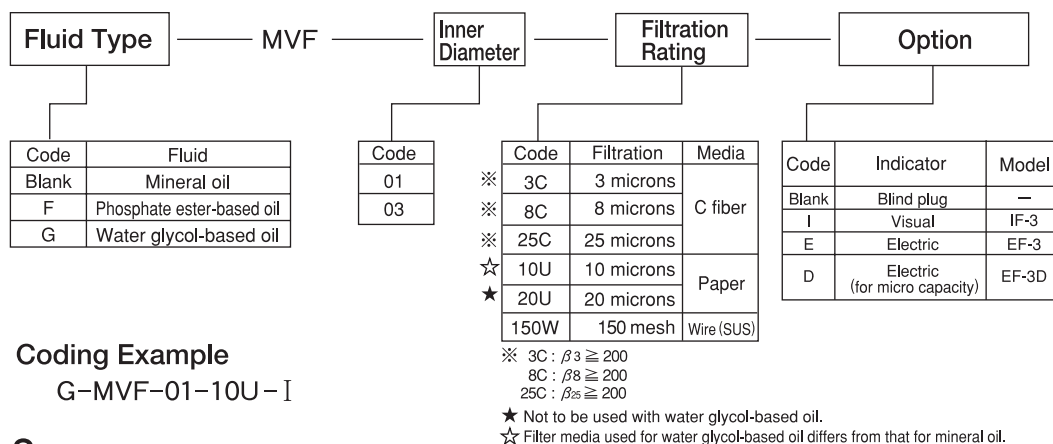 Fluid Type MVF Inner Diameter Filtration Rating Option
Code Fluid
Blank Mineral oil
F Phosphate ester-based oil
G Water glycol-based oil
Code
01
03
Code Filtration Media
※ 3C 3 microns C fiber
※ 8C 8 microns
※ 25C 25 microns
☆ 10U 10 microns Paper
★ 20U 20 microns
150W 150 mesh Wire (SUS)
Code Indicator Model
Blank Blind plug –
I Visual IF-3
E Electric EF-3
D Electric (for micro capacity) EF-3D
※ 3C : β3 ≧ 200
8C : β8 ≧ 200
25C : β25 ≧ 200
★ Not to be used with water glycol-based oil.
☆ Filter media used for water glycol-based oil differs from that for mineral oil.
Coding Example
G-MVF-01-10U-I